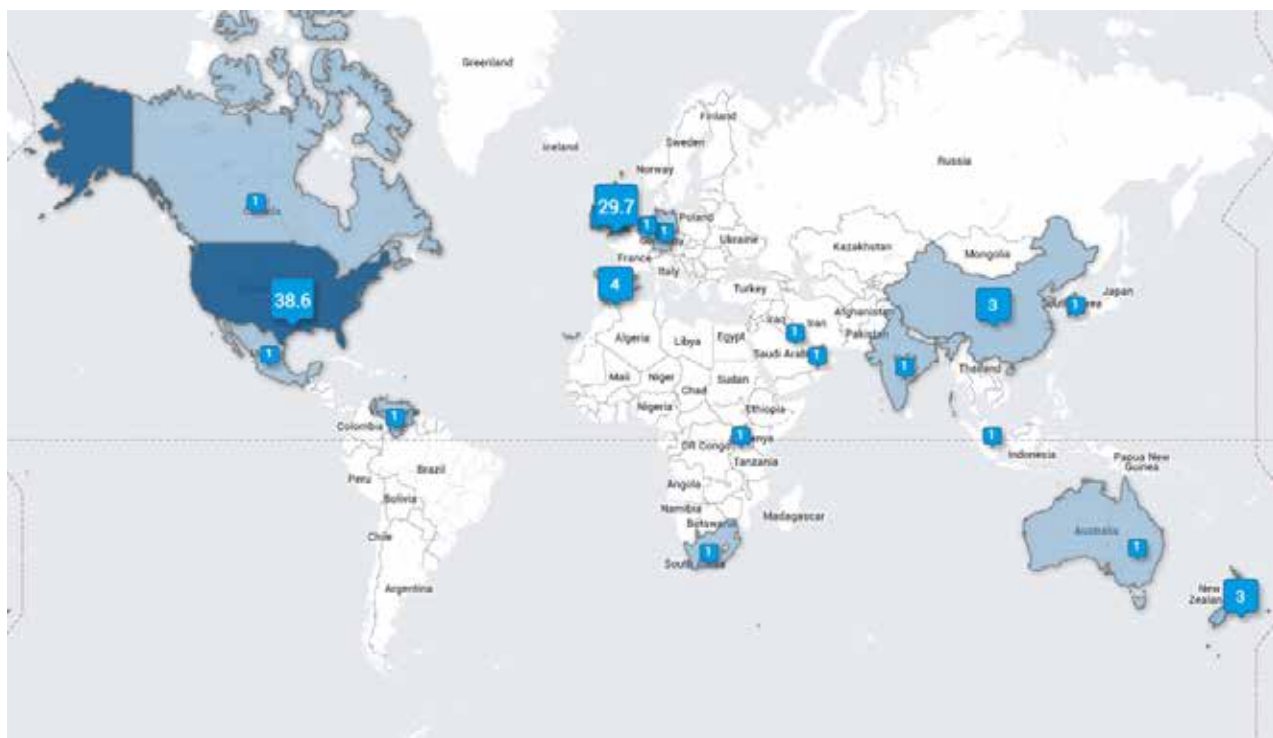 Greenland
Finland
Iceland
Sweden
Norway
Russia
29.7
1
1
1
Poland
Ukraine
Kazakhstan
Mongolia
France
Italy
38.6
4
Turkey
3
Japan
1
Afghanistan
Iraq
Iran
Pakistan
1
Algeria
Libya
Egypt
Saudi Arab
1
1
1
Thailand
Mali
Niger
Chad
Sudan
Nigeria
Ethiopia
1
Colombia
1
1
DR Congo
Indonesia
Papua New
Guinea
Tanzania
Brazil
Peru
Angola
Bolivia
Namibia
Botswana
Madagascar
Chile
Australia
1
1
Argentina
New
Zealan
3